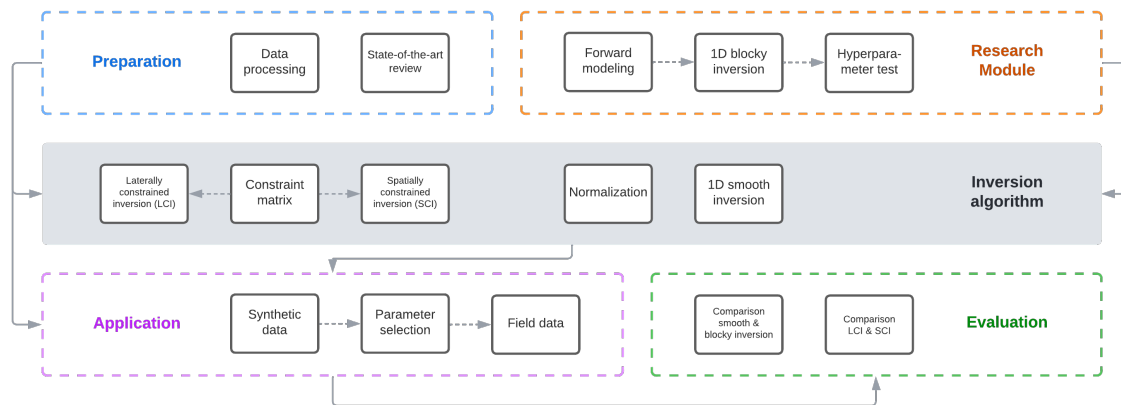 Preparation
Data
processing
State-of-the-art
review
Forward
modeling
1D blocky
inversion
Hyperpara-
meter test
Research
Module
Laterally
constrained
inversion (LCI)
Constraint
matrix
Spatially
constrained
inversion (SCI)
Normalization
1D smooth
inversion
Inversion
algorithm
Application
Synthetic
data
Parameter
selection
Field data
Comparison
smooth &
blocky inversion
Comparison
LCI & SCI
Evaluation